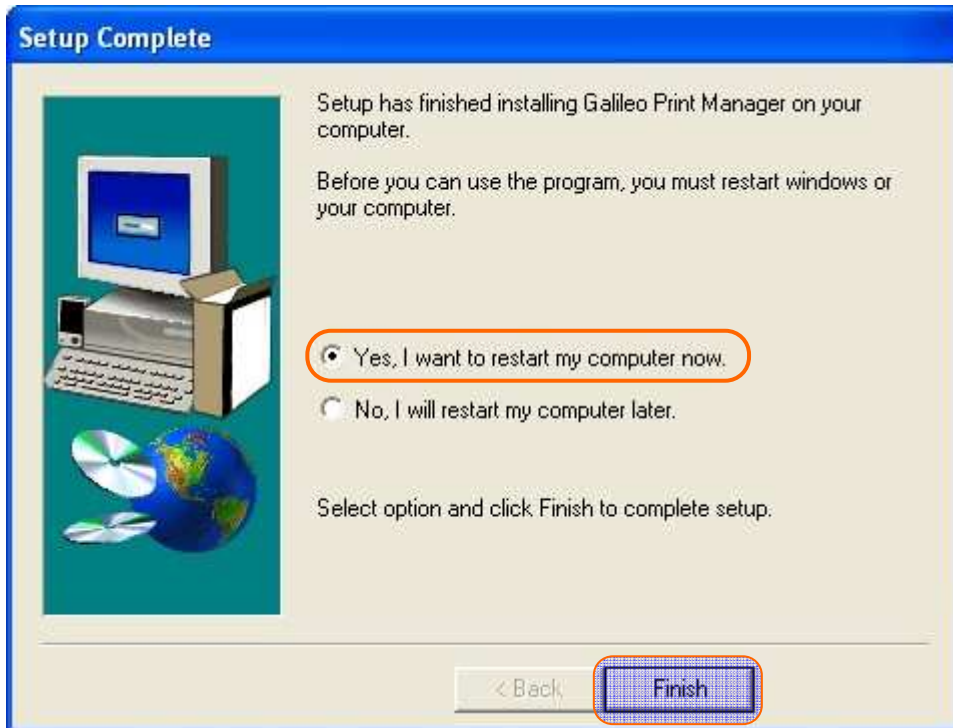 Setup Complete
Setup has finished installing Galileo Print Manager on your
computer.
Before you can use the program, you must restart windows or
your computer.
Yes, I want to restart my computer now.
No, I will restart my computer later.
Select option and click Finish to complete setup.
< Back
Finish